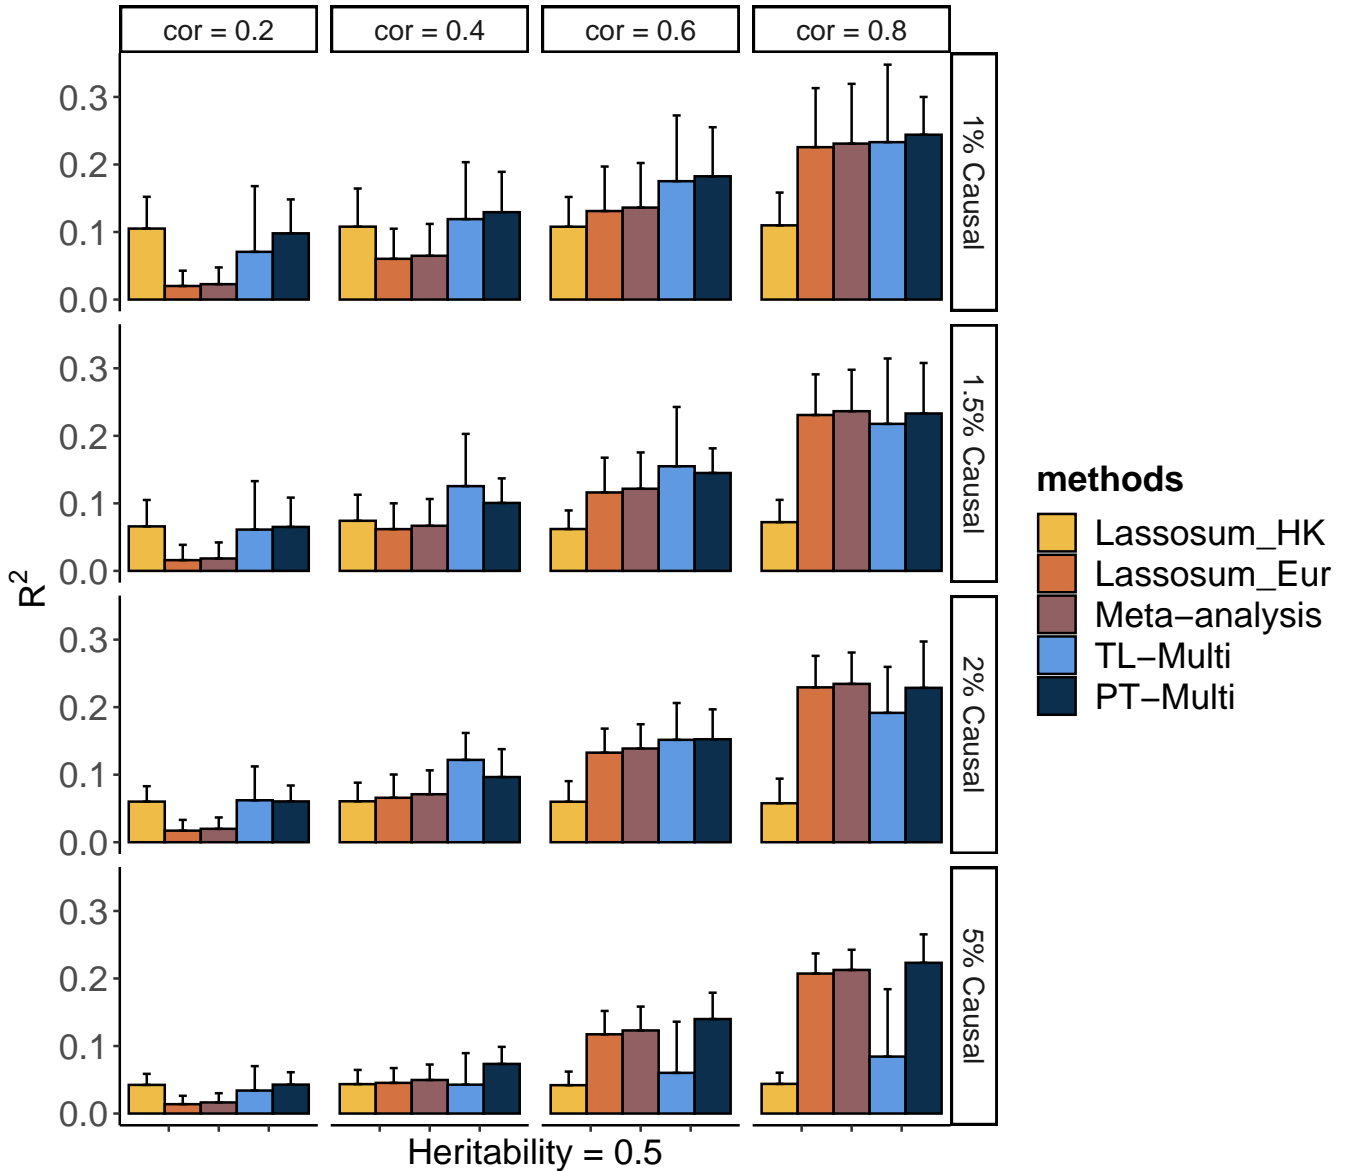 cor = 0.2
cor = 0.4
cor = 0.6
cor = 0.8
0.3
0.2
0.1
0.0
1% Causal
0.3
0.2
0.1
0.0
1.5% Causal
0.3
0.2
0.1
0.0
2% Causal
0.3
0.2
0.1
0.0
5% Causal
R²
Heritability = 0.5
methods
Lassosum_HK
Lassosum_Eur
Meta−analysis
TL−Multi
PT−Multi